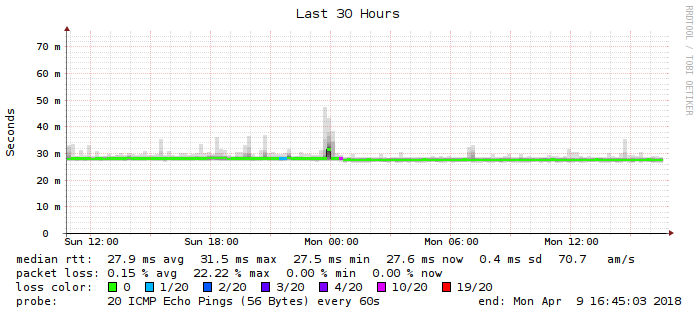 Last 30 Hours
RRDTOOL / TOBI OETIKER
Seconds
70 m
60 m
50 m
40 m
30 m
20 m
10 m
0
Sun 12:00 Sun 18:00 Mon 00:00 Mon 06:00 Mon 12:00
median rtt: 27.9 ms avg 31.5 ms max 27.5 ms min 27.6 ms now 0.4 ms sd 70.7 am/s
packet loss: 0.15 % avg 22.22 % max 0.00 % min 0.00 % now
loss color: 0 1/20 2/20 3/20 4/20 10/20 19/20
probe: 20 ICMP Echo Pings (56 Bytes) every 60s end: Mon Apr 9 16:45:03 2018